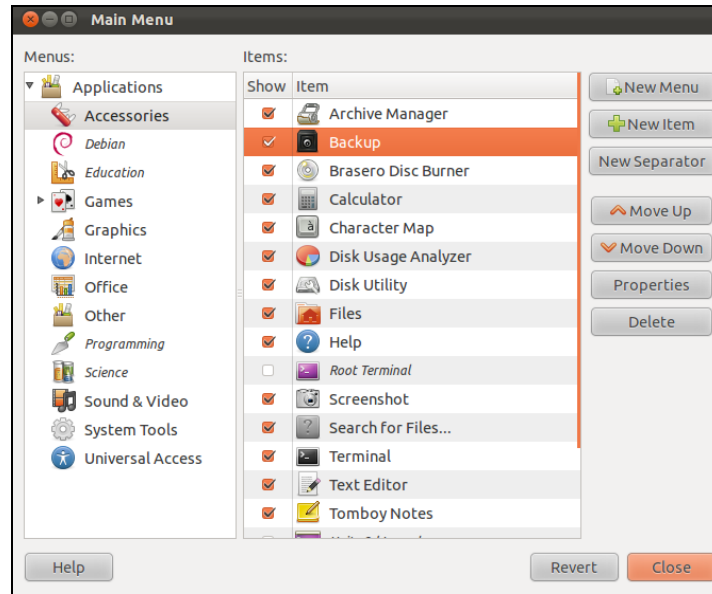 Main Menu
Menus:
Items:
Applications
Accessories
Debian
Education
Games
Graphics
Internet
Office
Other
Programming
Science
Sound & Video
System Tools
Universal Access
Show Item
Archive Manager
Backup
Brasero Disc Burner
Calculator
Character Map
Disk Usage Analyzer
Disk Utility
Files
Help
Root Terminal
Screenshot
Search for Files...
Terminal
Text Editor
Tomboy Notes
New Menu
New Item
New Separator
Move Up
Move Down
Properties
Delete
Help
Revert
Close